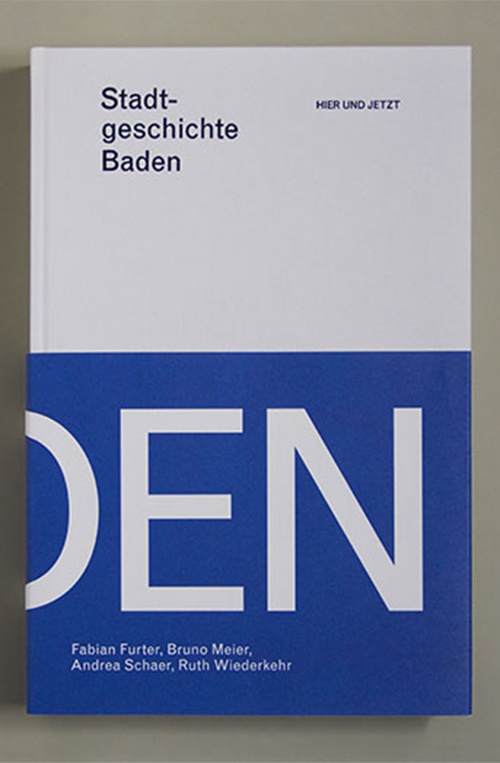 Stadt-
geschichte
Baden
HIER UND JETZT
DEN
Fabian Furter, Bruno Meier,
Andrea Schaer, Ruth Wiederkehr